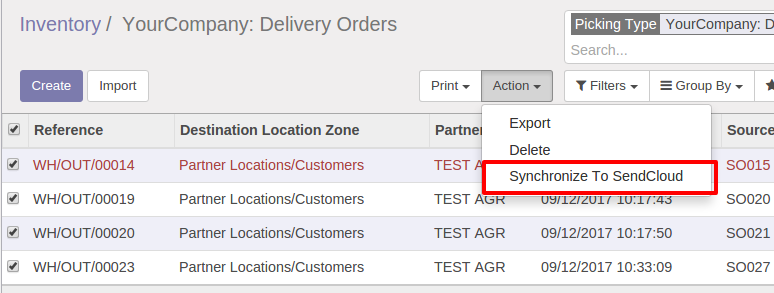 Inventory / YourCompany: Delivery Orders
Picking Type YourCompany: D
Search...
Create Import Print Action Filters Group By
Export
Delete
Synchronize To SendCloud
Reference Destination Location Zone Partner Source
WH/OUT/00014 Partner Locations/Customers TEST AGR SO015
WH/OUT/00019 Partner Locations/Customers TEST AGR 09/12/2017 10:17:43 SO020
WH/OUT/00020 Partner Locations/Customers TEST AGR 09/12/2017 10:17:50 SO021
WH/OUT/00023 Partner Locations/Customers TEST AGR 09/12/2017 10:33:09 SO027